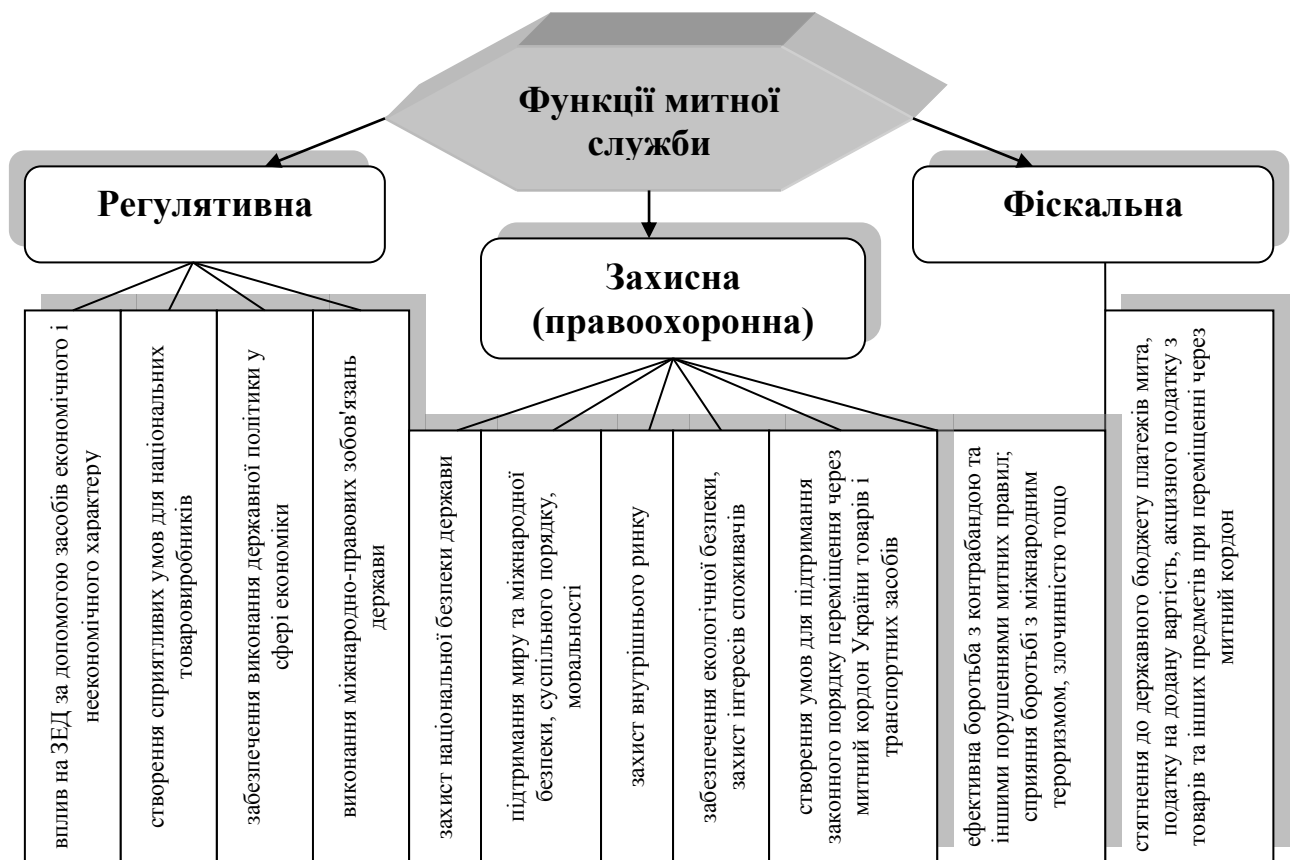 Функції митної
служби
Регулятивна
Захисна
(правоохоронна)
Фіскальна
вплив на ЗЕД за допомогою засобів економічного і
неекономічного характеру
створення сприятливих умов для національних
товаровиробників
забезпечення виконання державної політики у
сфері економіки
виконання міжнародно-правових зобов'язань
держави
захист національної безпеки держави
підтримання миру та міжнародної
безпеки, суспільного порядку,
моральності
захист внутрішнього ринку
забезпечення екологічної безпеки,
захист інтересів споживачів
створення умов для підтримання
законного порядку переміщення через
митний кордон України товарів і
транспортних засобів
ефективна боротьба з контрабандою та
іншими порушеннями митних правил;
сприяння боротьбі з міжнародним
тероризмом, злочинністю тощо
стягнення до державного бюджету платежів мита,
податку на додану вартість, акцизного податку з
товарів та інших предметів при переміщенні через
митний кордон